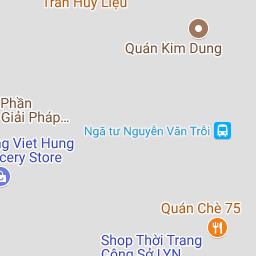 Trần Huy Liệu
Quán Kim Dung
Phần
Giải Pháp...
Ngã tư Nguyễn Văn Trỗi
ng Viet Hung
cery Store
Quán Chè 75
Shop Thời Trang
Công Sở LYN